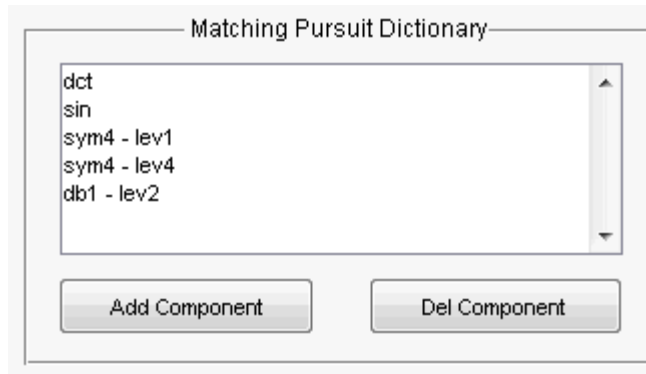 Matching Pursuit Dictionary
dct
sin
sym4 - lev1
sym4 - lev4
db1 - lev2
Add Component
Del Component